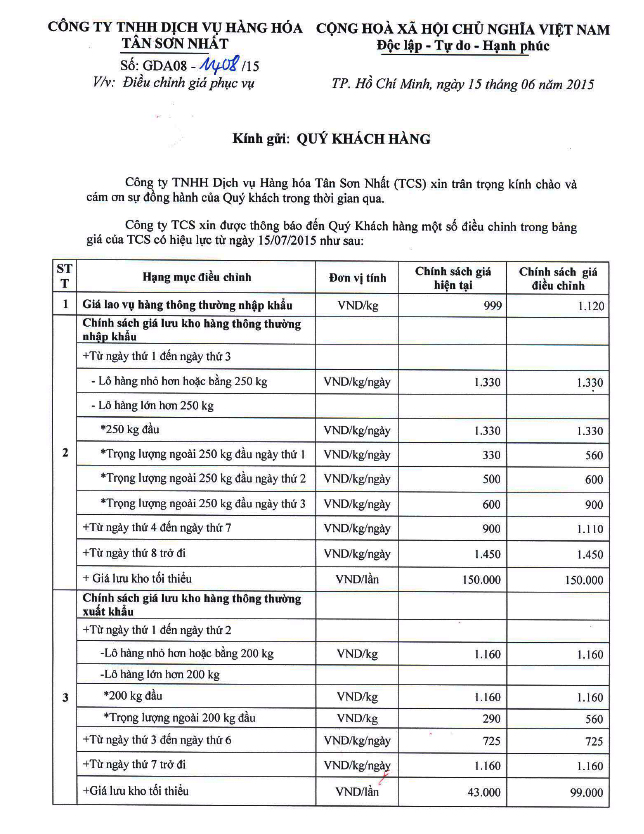 CÔNG TY TNHH DỊCH VỤ HÀNG HÓA
TÂN SƠN NHẤT
Số: GDA08 - 1408 /15
V/v: Điều chỉnh giá phục vụ
CỘNG HOÀ XÃ HỘI CHỦ NGHĨA VIỆT NAM
Độc lập - Tự do - Hạnh phúc
TP. Hồ Chí Minh, ngày 15 tháng 06 năm 2015
Kính gửi: QUÝ KHÁCH HÀNG
Công ty TNHH Dịch vụ Hàng hóa Tân Sơn Nhất (TCS) xin trân trọng kính chào và
cám ơn sự đồng hành của Quý khách trong thời gian qua.
Công ty TCS xin được thông báo đến Quý Khách hàng một số điều chỉnh trong bảng
giá của TCS có hiệu lực từ ngày 15/07/2015 như sau:
ST T Hạng mục điều chỉnh Đơn vị tính Chính sách giá hiện tại Chính sách giá điều chỉnh
1 Giá lao vụ hàng thông thường nhập khẩu VND/kg 999 1.120
2 Chính sách giá lưu kho hàng thông thường
nhập khẩu
+Từ ngày thứ 1 đến ngày thứ 3
- Lô hàng nhỏ hơn hoặc bằng 250 kg VND/kg/ngày 1.330 1.330
- Lô hàng lớn hơn 250 kg
*250 kg đầu VND/kg/ngày 1.330 1.330
*Trọng lượng ngoài 250 kg đầu ngày thứ 1 VND/kg/ngày 330 560
*Trọng lượng ngoài 250 kg đầu ngày thứ 2 VND/kg/ngày 500 600
*Trọng lượng ngoài 250 kg đầu ngày thứ 3 VND/kg/ngày 600 900
+Từ ngày thứ 4 đến ngày thứ 7 VND/kg/ngày 900 1.110
+Từ ngày thứ 8 trở đi VND/kg/ngày 1.450 1.450
+ Giá lưu kho tối thiểu VND/lần 150.000 150.000
3 Chính sách giá lưu kho hàng thông thường
xuất khẩu
+Từ ngày thứ 1 đến ngày thứ 2
-Lô hàng nhỏ hơn hoặc bằng 200 kg VND/kg 1.160 1.160
-Lô hàng lớn hơn 200 kg
*200 kg đầu VND/kg 1.160 1.160
*Trọng lượng ngoài 200 kg đầu VND/kg 290 560
+Từ ngày thứ 3 đến ngày thứ 6 VND/kg/ngày 725 725
+Từ ngày thứ 7 trở đi VND/kg/ngày 1.160 1.160
+Giá lưu kho tối thiểu VND/lần 43.000 99.000